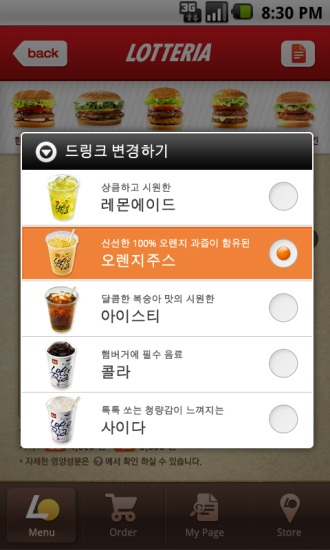 3G
8:30 PM
back
LOTTERIA
드링크 변경하기
상큼하고 시원한
레몬에이드
신선한 100% 오렌지 과즙이 함유된
오렌지주스
달콤한 복숭아 맛의 시원한
아이스티
햄버거에 필수 음료
콜라
톡톡 쏘는 청량감이 느껴지는
사이다
• 자세한 영양성분은 ? 에서 확인 하실 수 있습니다.
Menu
Order
My Page
Store